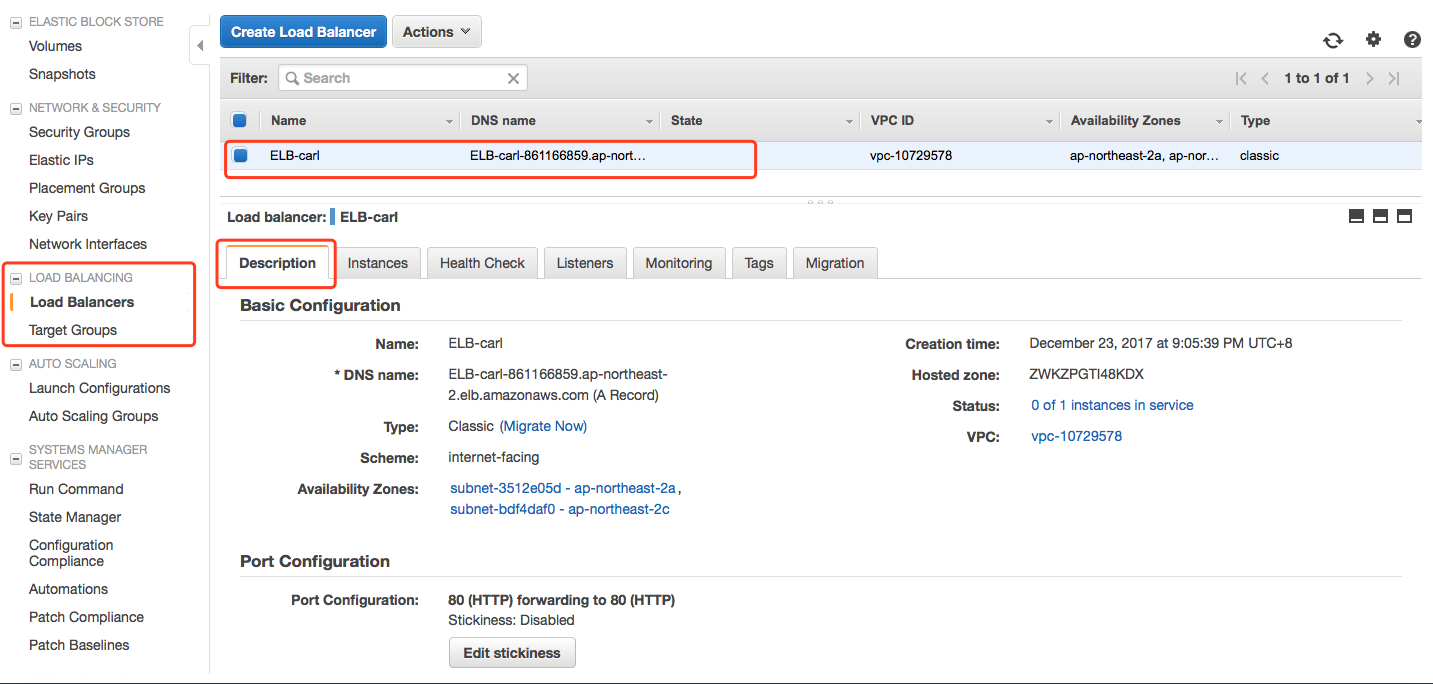 ELASTIC BLOCK STORE
Volumes
Snapshots
NETWORK & SECURITY
Security Groups
Elastic IPs
Placement Groups
Key Pairs
Network Interfaces
LOAD BALANCING
Load Balancers
Target Groups
AUTO SCALING
Launch Configurations
Auto Scaling Groups
SYSTEMS MANAGER
SERVICES
Run Command
State Manager
Configuration
Compliance
Automations
Patch Compliance
Patch Baselines
Create Load Balancer Actions
Filter: Search 1 to 1 of 1
Name DNS name State VPC ID Availability Zones Type
ELB-carl ELB-carl-861166859.ap-nort... vpc-10729578 ap-northeast-2a, ap-nor... classic
Load balancer: ELB-carl
Description Instances Health Check Listeners Monitoring Tags Migration
Basic Configuration
Name: ELB-carl
* DNS name: ELB-carl-861166859.ap-northeast-
2.elb.amazonaws.com (A Record)
Type: Classic (Migrate Now)
Scheme: internet-facing
Availability Zones: subnet-3512e05d - ap-northeast-2a,
subnet-bdf4daf0 - ap-northeast-2c
Creation time: December 23, 2017 at 9:05:39 PM UTC+8
Hosted zone: ZWKZPGTI48KDX
Status: 0 of 1 instances in service
VPC: vpc-10729578
Port Configuration
Port Configuration: 80 (HTTP) forwarding to 80 (HTTP)
Stickiness: Disabled
Edit stickiness